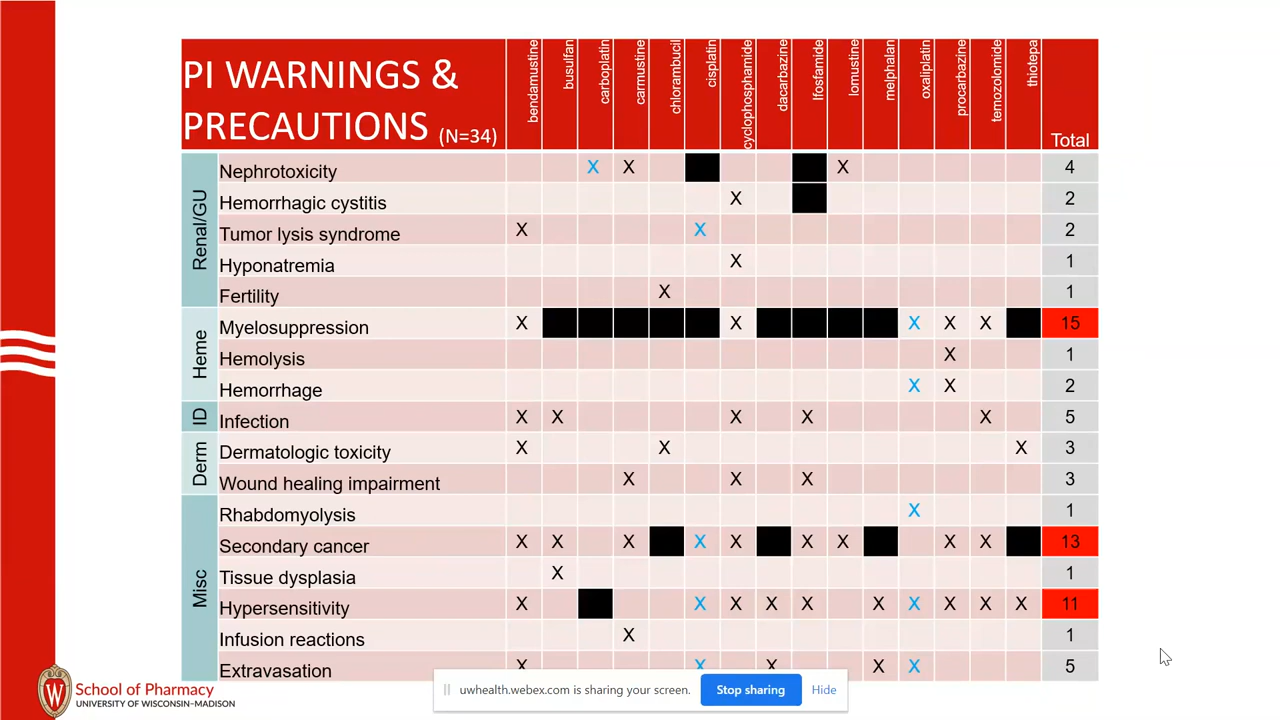 PI WARNINGS &
PRECAUTIONS (N=34)
bendamustine
busulfan
carboplatin
carmustine
chlorambucil
cisplatin
cyclophosphamide
dacarbazine
Ifosfamide
lomustine
melphalan
oxaliplatin
procarbazine
temozolomide
thiotepa
Total
Renal/GU
Nephrotoxicity X X X 4
Hemorrhagic cystitis X 2
Tumor lysis syndrome X X 2
Hyponatremia X 1
Fertility X 1
Heme
Myelosuppression X X X X X 15
Hemolysis X 1
Hemorrhage X X 2
ID
Infection X X X X X 5
Derm
Dermatologic toxicity X X X 3
Wound healing impairment X X X 3
Misc
Rhabdomyolysis X 1
Secondary cancer X X X X X X X X X 13
Tissue dysplasia X 1
Hypersensitivity X X X X X X X X X X 11
Infusion reactions X 1
Extravasation X X X X X 5
uwhealth.webex.com is sharing your screen. Stop sharing Hide
School of Pharmacy
UNIVERSITY OF WISCONSIN–MADISON